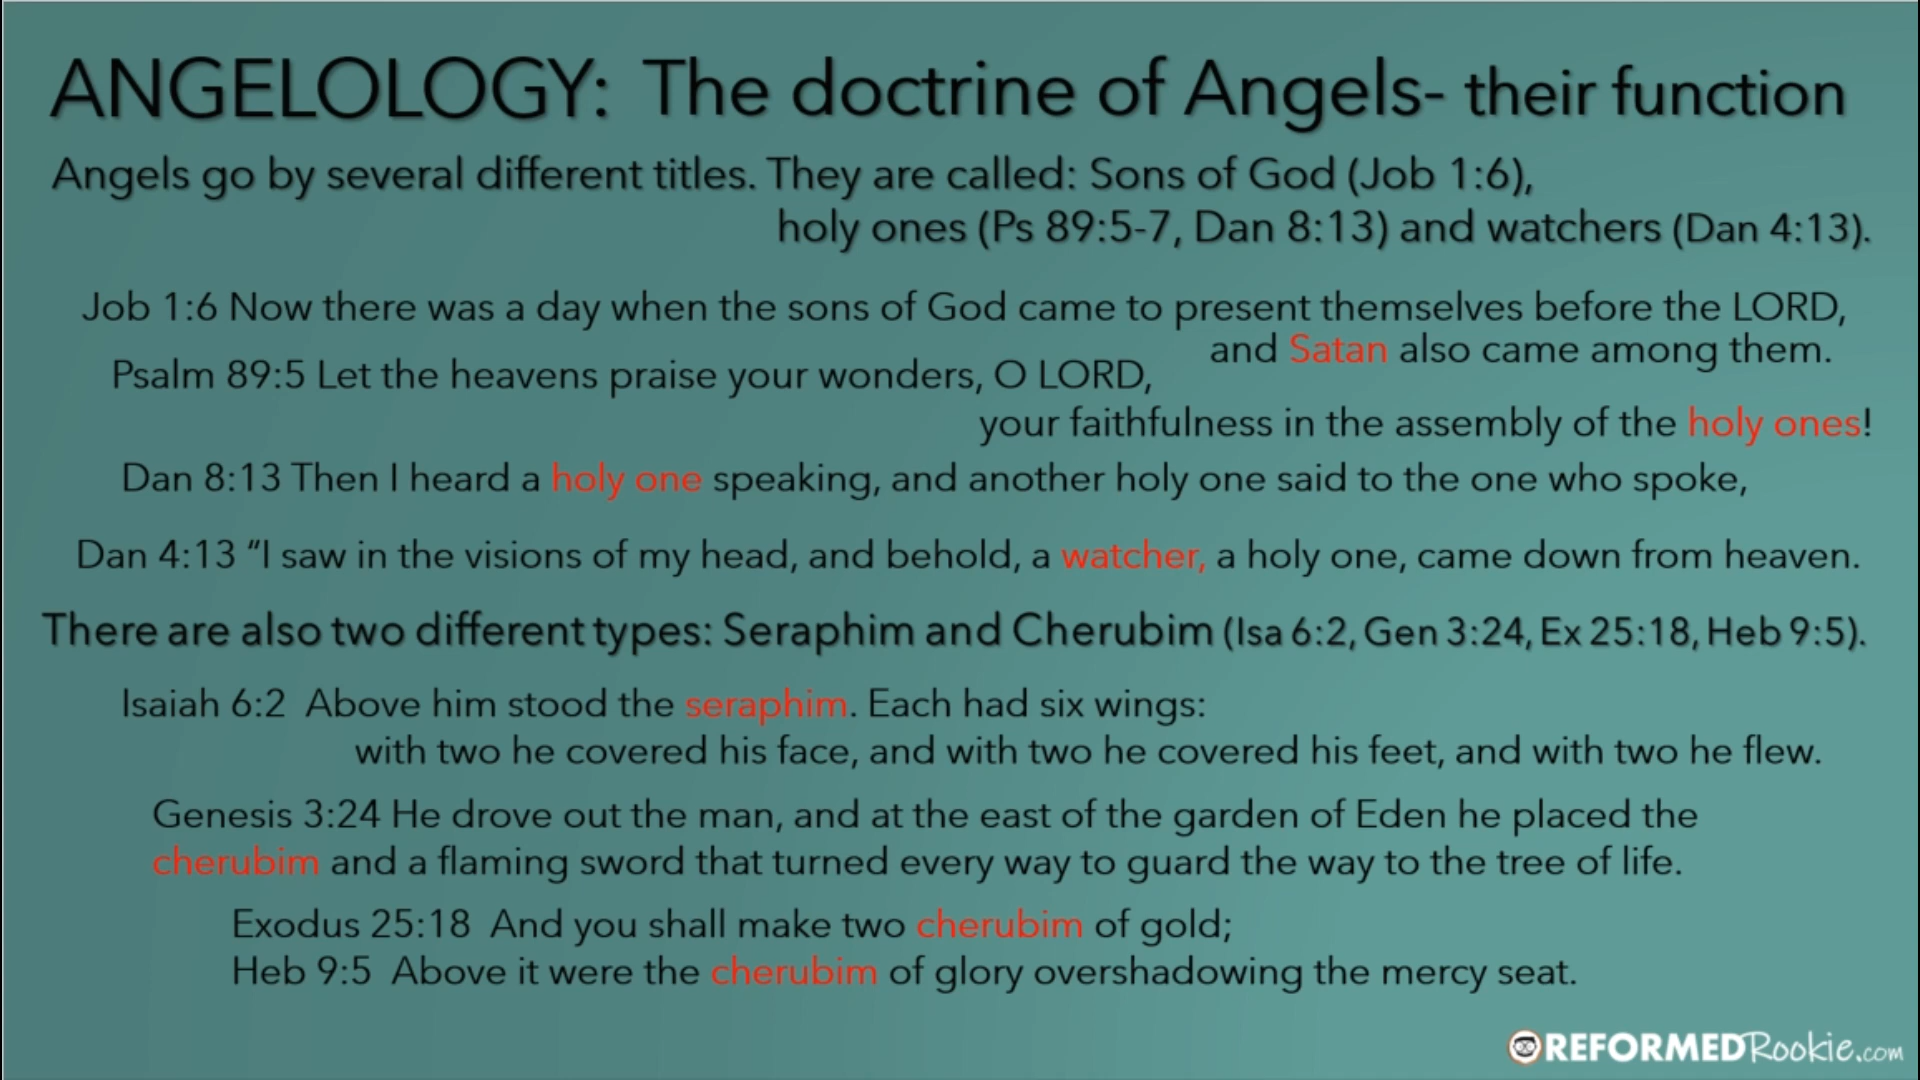 ANGELOLOGY: The doctrine of Angels- their function
Angels go by several different titles. They are called: Sons of God (Job 1:6),
holy ones (Ps 89:5-7, Dan 8:13) and watchers (Dan 4:13).
Job 1:6 Now there was a day when the sons of God came to present themselves before the LORD,
and Satan also came among them.
Psalm 89:5 Let the heavens praise your wonders, O LORD,
your faithfulness in the assembly of the holy ones!
Dan 8:13 Then I heard a holy one speaking, and another holy one said to the one who spoke,
Dan 4:13 “I saw in the visions of my head, and behold, a watcher, a holy one, came down from heaven.
There are also two different types: Seraphim and Cherubim (Isa 6:2, Gen 3:24, Ex 25:18, Heb 9:5).
Isaiah 6:2 Above him stood the seraphim. Each had six wings:
with two he covered his face, and with two he covered his feet, and with two he flew.
Genesis 3:24 He drove out the man, and at the east of the garden of Eden he placed the
cherubim and a flaming sword that turned every way to guard the way to the tree of life.
Exodus 25:18 And you shall make two cherubim of gold;
Heb 9:5 Above it were the cherubim of glory overshadowing the mercy seat.
REFORMEDRookie.com